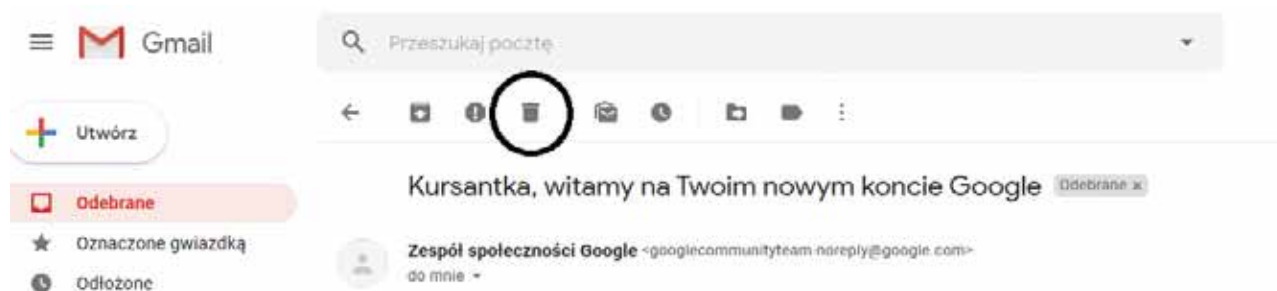 Gmail
Przeszukaj pocztę
Utwórz
Kursantka, witamy na Twoim nowym koncie Google Odebrane x
Odebrane
Oznaczone gwiazdką
Odłożone
Zespół społeczności Google <googlecommunityteam-noreply@google.com>
do mnie